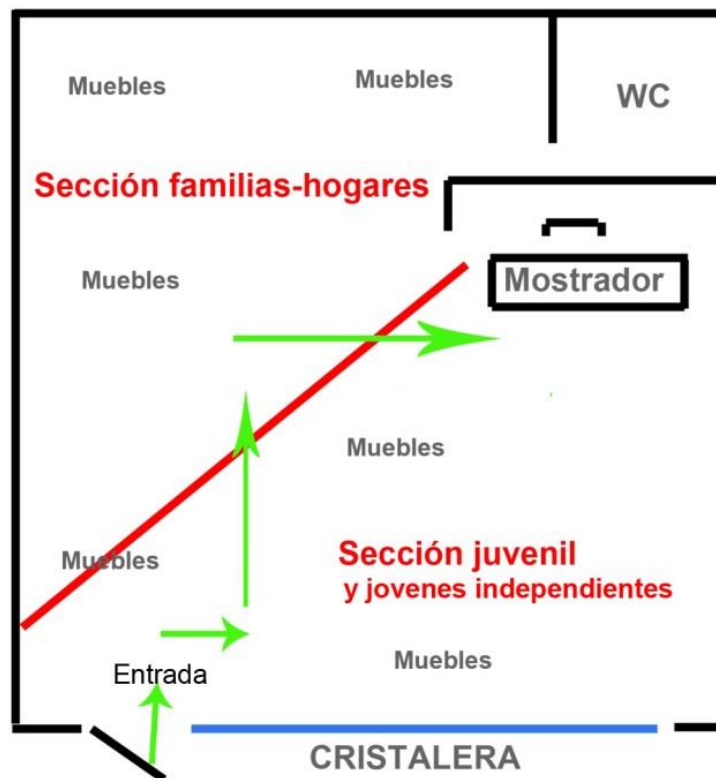 Muebles
Muebles
WC
Sección familias-hogares
Muebles
Mostrador
Muebles
Muebles
Sección juvenil
y jovenes independientes
Muebles
Entrada
CRISTALERA